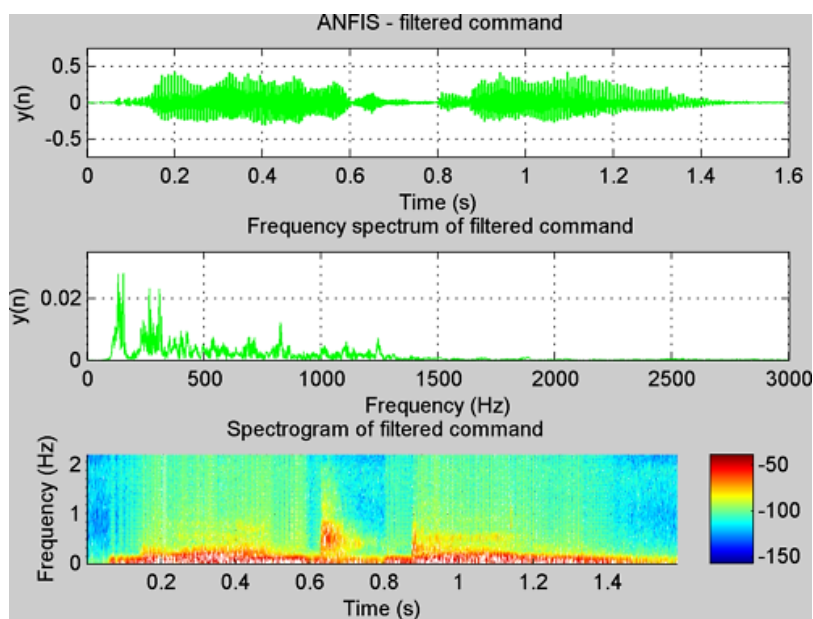 ANFIS - filtered command
y(n)
0.5
0
-0.5
0 0.2 0.4 0.6 0.8 1 1.2 1.4 1.6
Time (s)
Frequency spectrum of filtered command
y(n)
0.02
0
0 500 1000 1500 2000 2500 3000
Frequency (Hz)
Spectrogram of filtered command
Frequency (Hz)
2
1
0
0.2 0.4 0.6 0.8 1 1.2 1.4
Time (s)
-50
-100
-150